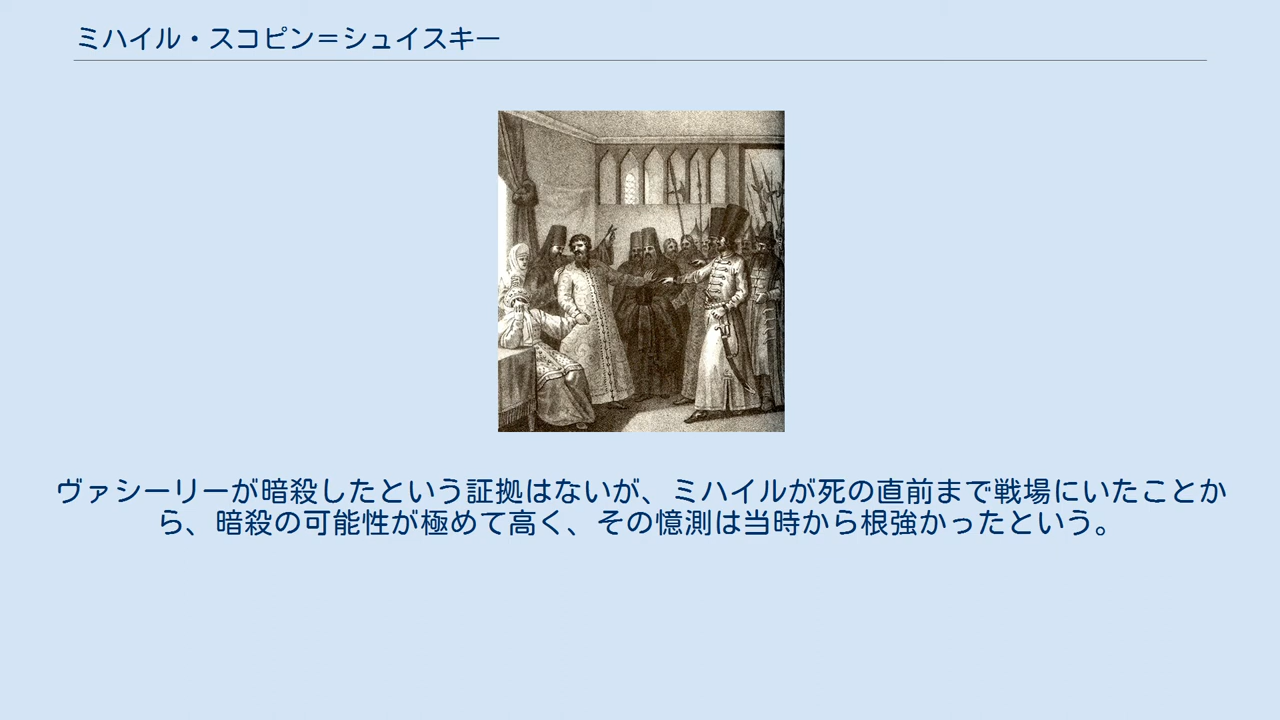 ミハイル・スコピン＝シュイスキー
ヴァシーリーが暗殺したという証拠はないが、ミハイルが死の直前まで戦場にいたことか
ら、暗殺の可能性が極めて高く、その憶測は当時から根強かったという。